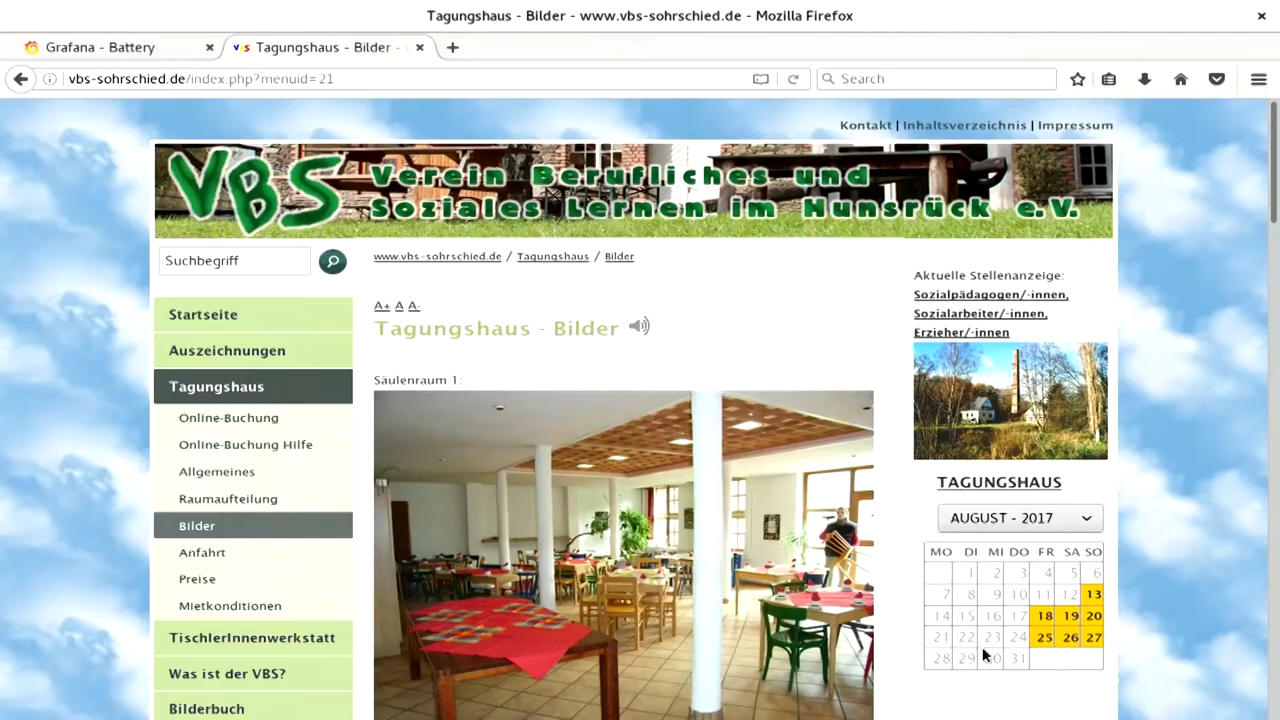 Tagungshaus - Bilder - www.vbs-sohrschied.de - Mozilla Firefox
Grafana - Battery
VBS Tagungshaus - Bilder -
vbs-sohrschied.de/index.php?menuid=21
Search
Kontakt | Inhaltsverzeichnis | Impressum
VBS
Verein Berufliches und
Soziales Lernen im Hunsrück e.V.
Suchbegriff
www.vbs-sohrschied.de / Tagungshaus / Bilder
A+ A A-
Tagungshaus - Bilder
Säulenraum 1:
Startseite
Auszeichnungen
Tagungshaus
Online-Buchung
Online-Buchung Hilfe
Allgemeines
Raumaufteilung
Bilder
Anfahrt
Preise
Mietkonditionen
TischlerInnenwerkstatt
Was ist der VBS?
Bilderbuch
Aktuelle Stellenanzeige:
Sozialpädagogen/-innen,
Sozialarbeiter/-innen,
Erzieher/-innen
TAGUNGSHAUS
AUGUST - 2017
MO DI MI DO FR SA SO
1 2 3 4 5 6
7 8 9 10 11 12 13
14 15 16 17 18 19 20
21 22 23 24 25 26 27
28 29 30 31